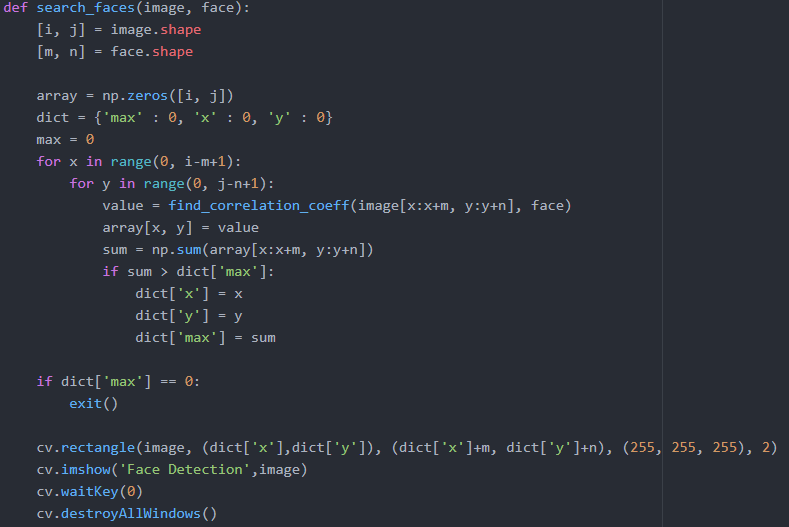 def search_faces(image, face):
    [i, j] = image.shape
    [m, n] = face.shape

    array = np.zeros([i, j])
    dict = {'max' : 0, 'x' : 0, 'y' : 0}
    max = 0
    for x in range(0, i-m+1):
        for y in range(0, j-n+1):
            value = find_correlation_coeff(image[x:x+m, y:y+n], face)
            array[x, y] = value
            sum = np.sum(array[x:x+m, y:y+n])
            if sum > dict['max']:
                dict['x'] = x
                dict['y'] = y
                dict['max'] = sum

    if dict['max'] == 0:
        exit()

    cv.rectangle(image, (dict['x'],dict['y']), (dict['x']+m, dict['y']+n), (255, 255, 255), 2)
    cv.imshow('Face Detection',image)
    cv.waitKey(0)
    cv.destroyAllWindows()